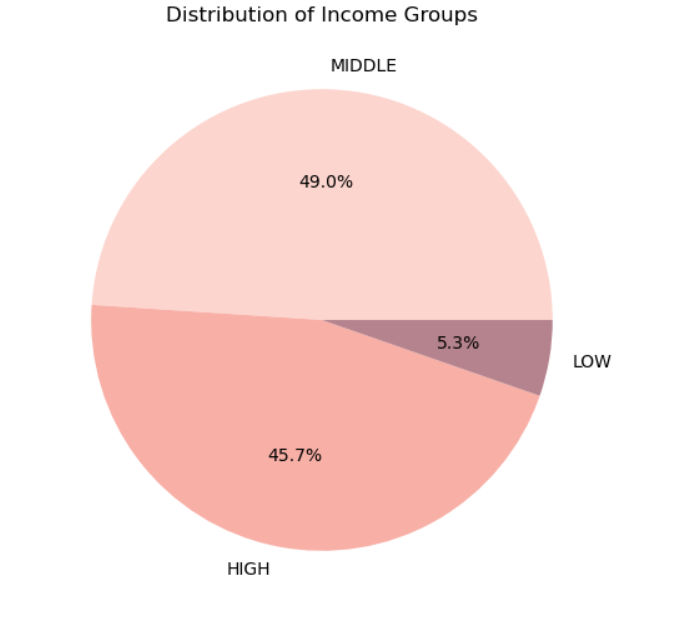 Distribution of Income Groups
MIDDLE
49.0%
5.3%
LOW
45.7%
HIGH